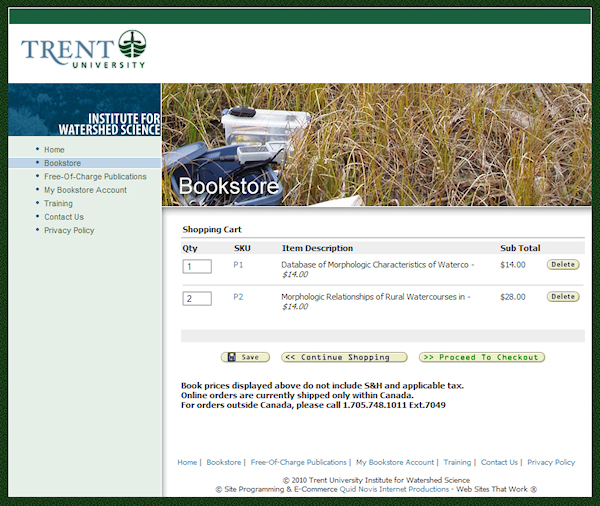 TRENT
UNIVERSITY
INSTITUTE FOR
WATERSHED SCIENCE
Home
Bookstore
Free-Of-Charge Publications
My Bookstore Account
Training
Contact Us
Privacy Policy
Bookstore
Shopping Cart
Qty SKU Item Description Sub Total
1 P1 Database of Morphologic Characteristics of Waterco - $14.00 Delete
$14.00
2 P2 Morphologic Relationships of Rural Watercourses in - $28.00 Delete
$14.00
Save << Continue Shopping >> Proceed To Checkout
Book prices displayed above do not include S&H and applicable tax.
Online orders are currently shipped only within Canada.
For orders outside Canada, please call 1.705.748.1011 Ext.7049
Home | Bookstore | Free-Of-Charge Publications | My Bookstore Account | Training | Contact Us | Privacy Policy
© 2010 Trent University Institute for Watershed Science
© Site Programming & E-Commerce Quid Novis Internet Productions - Web Sites That Work ®